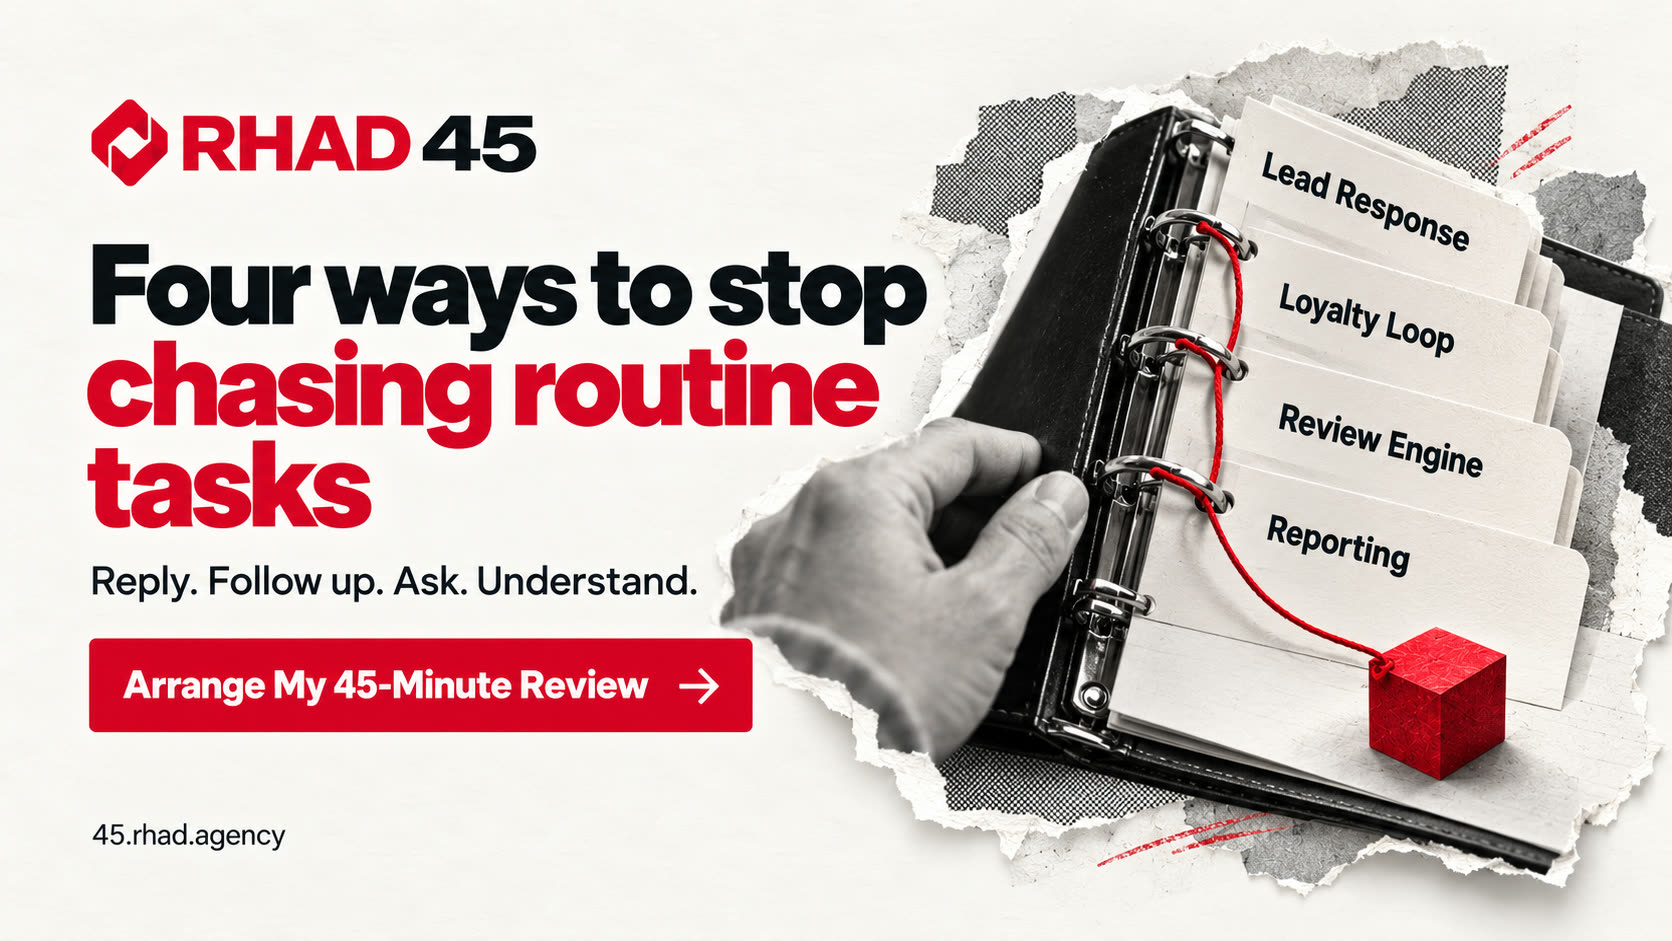 RHAD 45
Four ways to stop
chasing routine
tasks
Reply. Follow up. Ask. Understand.
Arrange My 45-Minute Review →
45.rhad.agency
Lead Response
Loyalty Loop
Review Engine
Reporting